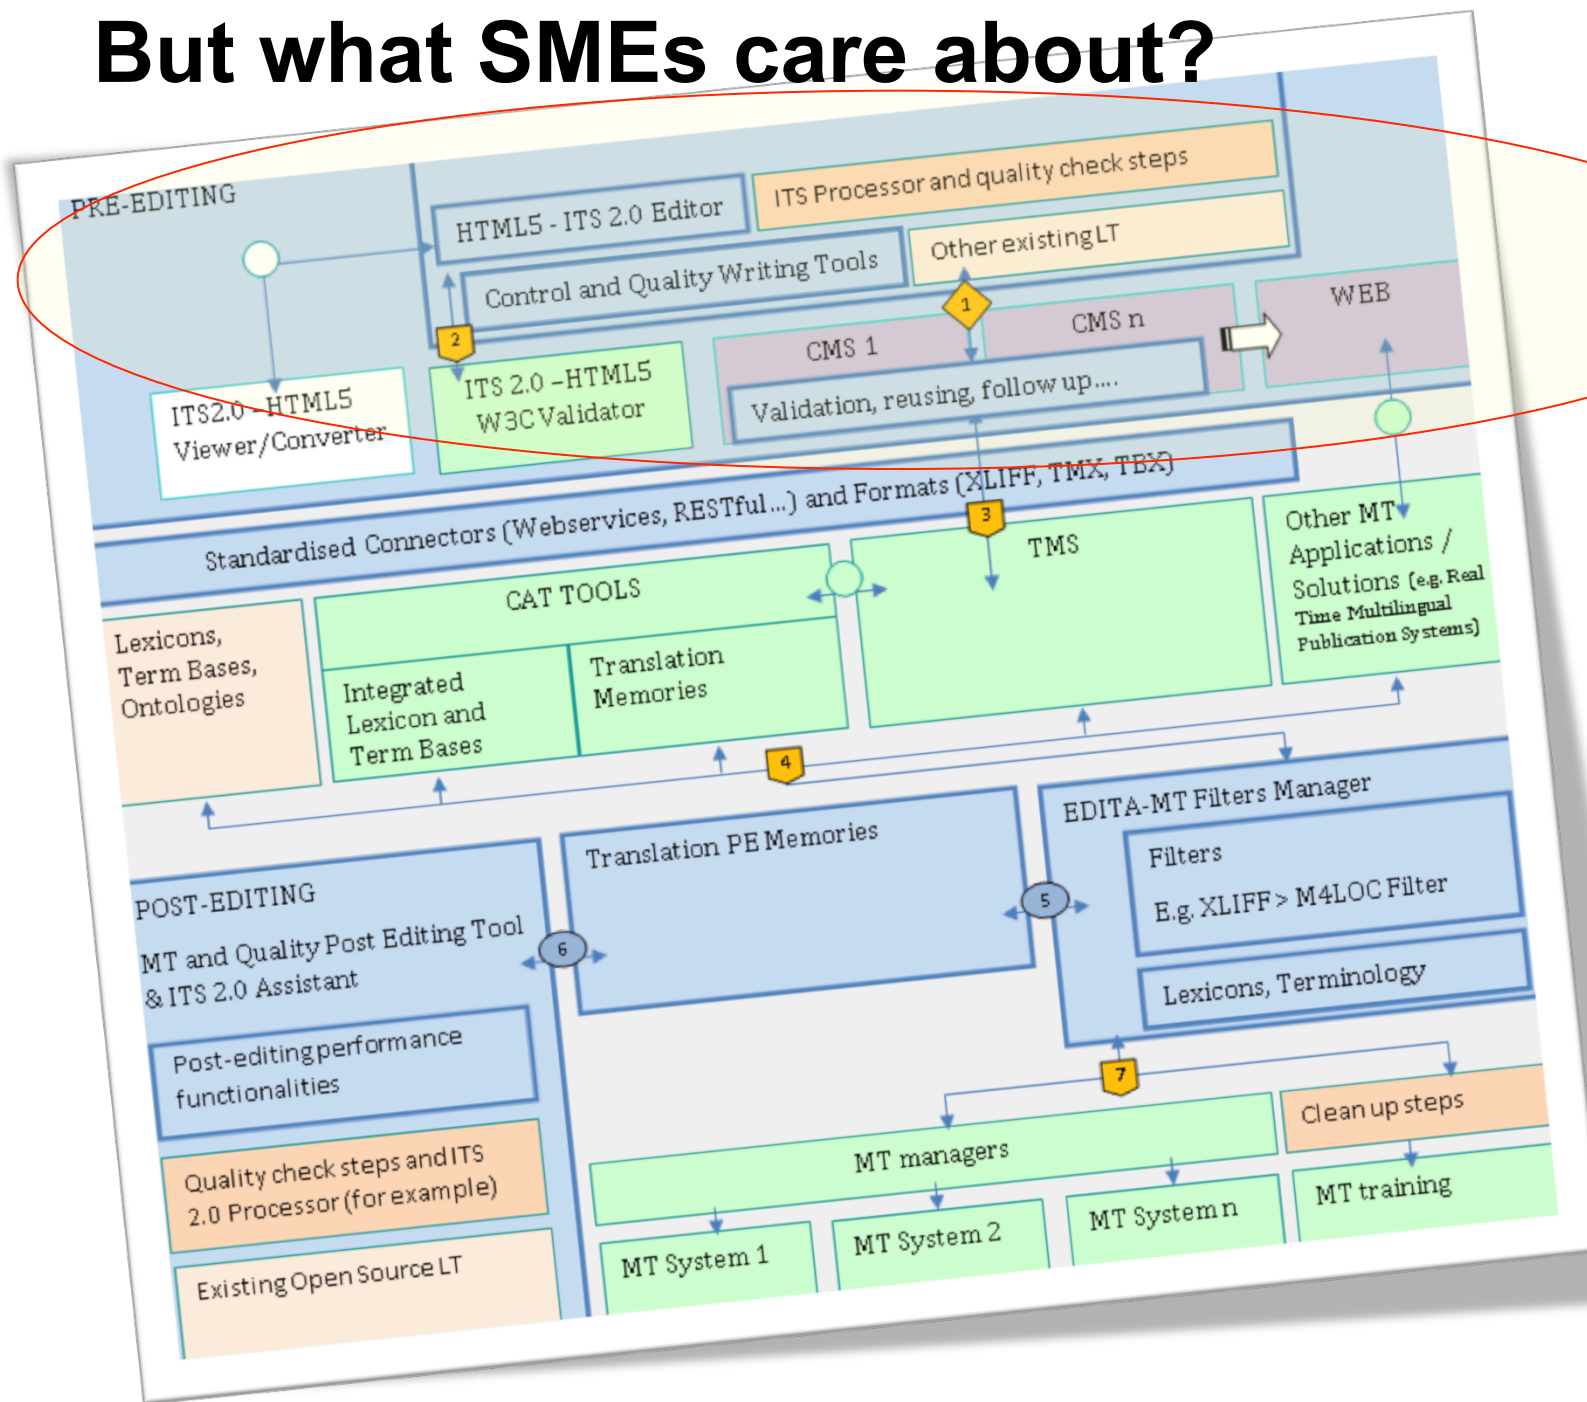 But what SMEs care about?
PRE-EDITING
HTML5 - ITS 2.0 Editor
ITS Processor and quality check steps
Control and Quality Writing Tools
Other existing LT
1
2
CMS 1
CMS n
WEB
ITS2.0 -HTML5
Viewer/Converter
ITS 2.0 -HTML5
W3C Validator
Validation, reusing, follow up....
Standardised Connectors (Webservices, RESTful...) and Formats (XLIFF, TMX, TBX)
3
Lexicons,
Term Bases,
Ontologies
CAT TOOLS
Integrated
Lexicon and
Term Bases
Translation
Memories
TMS
Other MT
Applications /
Solutions (e.g. Real
Time Multilingual
Publication Systems)
4
POST-EDITING
MT and Quality Post Editing Tool
& ITS 2.0 Assistant
Post-editing performance
functionalities
Quality check steps and ITS
2.0 Processor (for example)
Existing Open Source LT
6
Translation PE Memories
5
EDITA-MT Filters Manager
Filters
E.g. XLIFF > M4LOC Filter
Lexicons, Terminology
7
MT managers
Clean up steps
MT System 1
MT System 2
MT System n
MT training